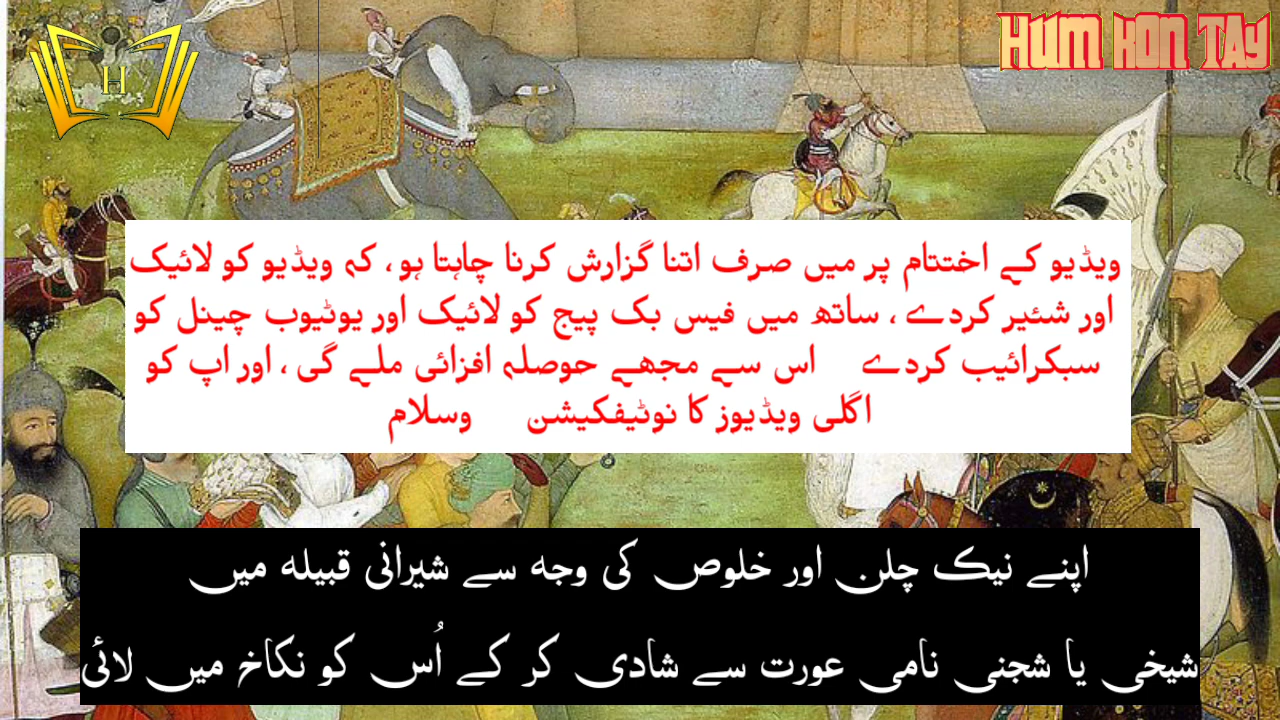 H
HUM KON TAY
ویڈیو کے اختتام پر میں صرف اتنا گزارش کرنا چاہتا ہو ، کہ ویڈیو کو لائیک
اور شئیر کردے ، ساتھ میں فیس بک پیج کو لائیک اور یوٹیوب چینل کو
سبکرائیب کردے اس سے مجھے حوصلہ افزائی ملے گی ، اور اپ کو
اگلی ویڈیوز کا نوٹیفکیشن وسلام
اپنے نیک چلن اور خلوص کی وجہ سے شیرانی قبیلہ میں
شیخی یا شجنی نامی عورت سے شادی کر کے اُس کو نکاخ میں لائی